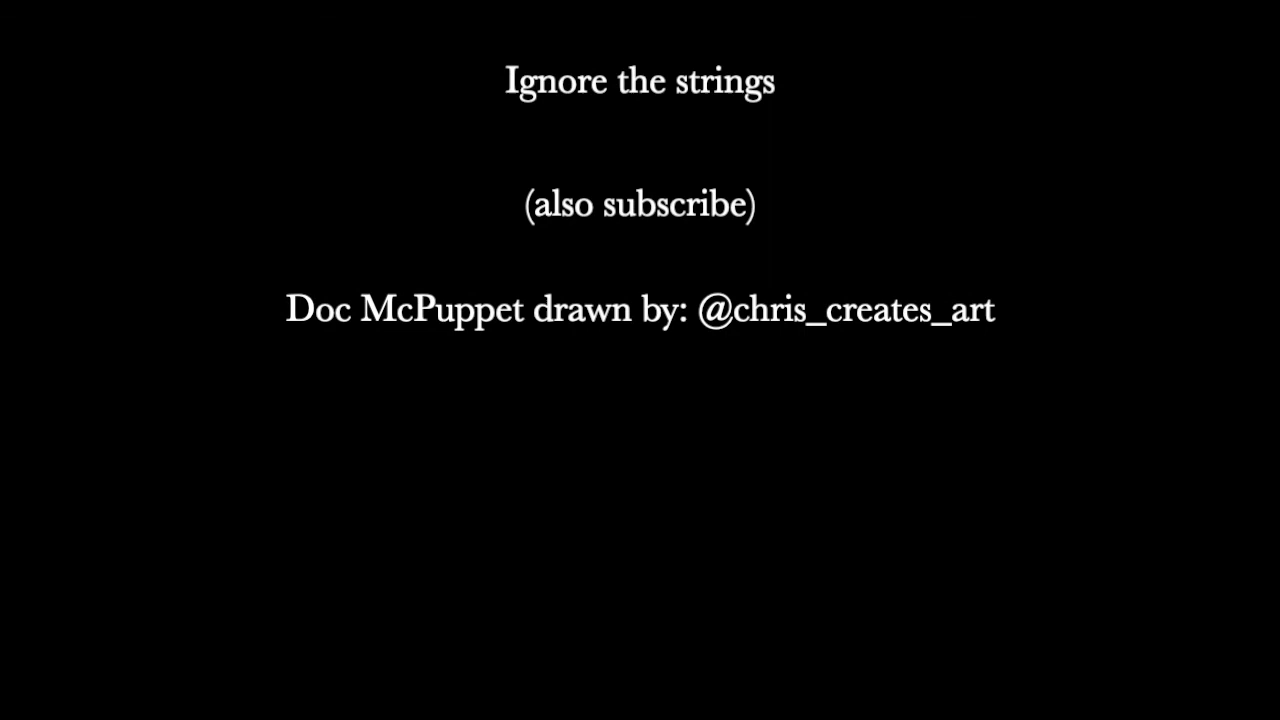 Ignore the strings
(also subscribe)
Doc McPuppet drawn by: @chris_creates_art